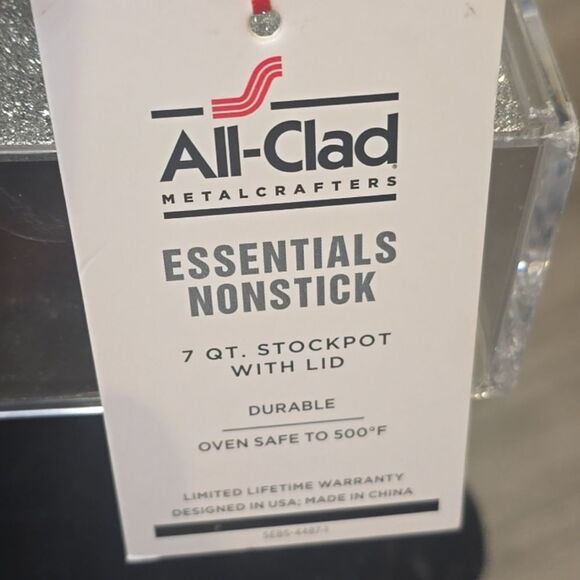 All-Clad®
METALCRAFTERS
ESSENTIALS
NONSTICK
7 QT. STOCKPOT
WITH LID
DURABLE
OVEN SAFE TO 500°F
LIMITED LIFETIME WARRANTY
DESIGNED IN USA; MADE IN CHINA